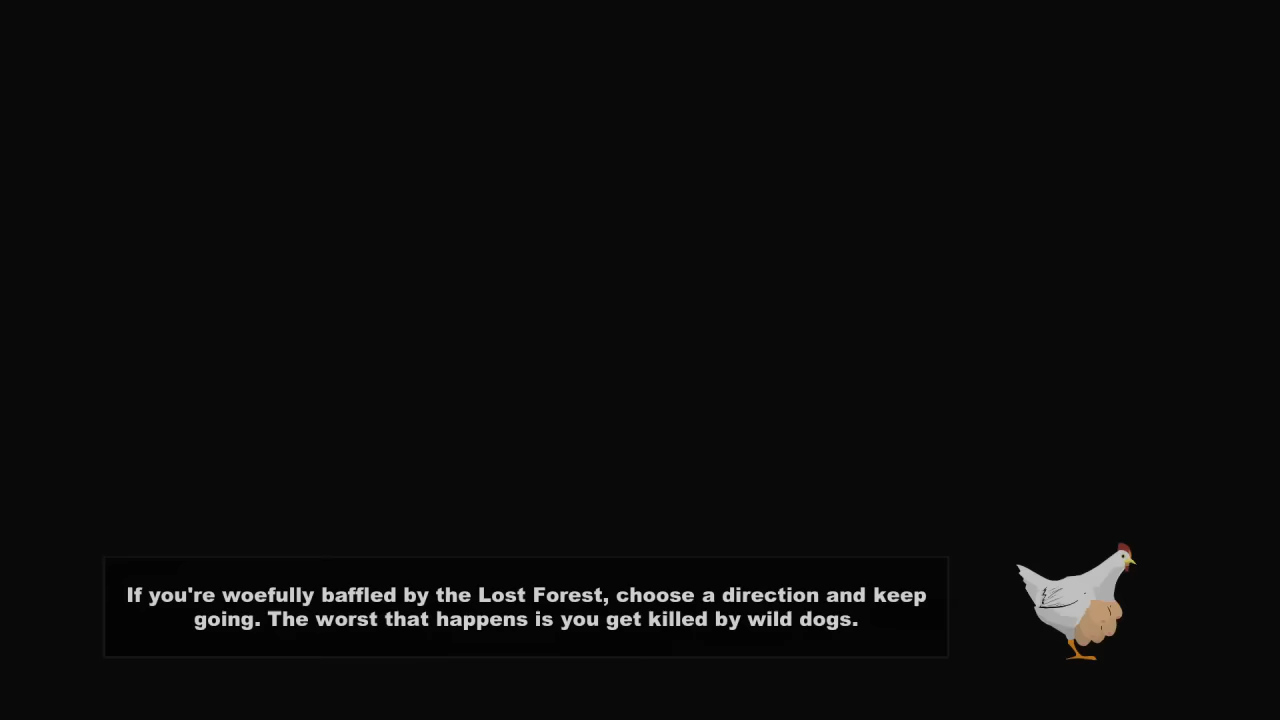 If you're woefully baffled by the Lost Forest, choose a direction and keep
going. The worst that happens is you get killed by wild dogs.